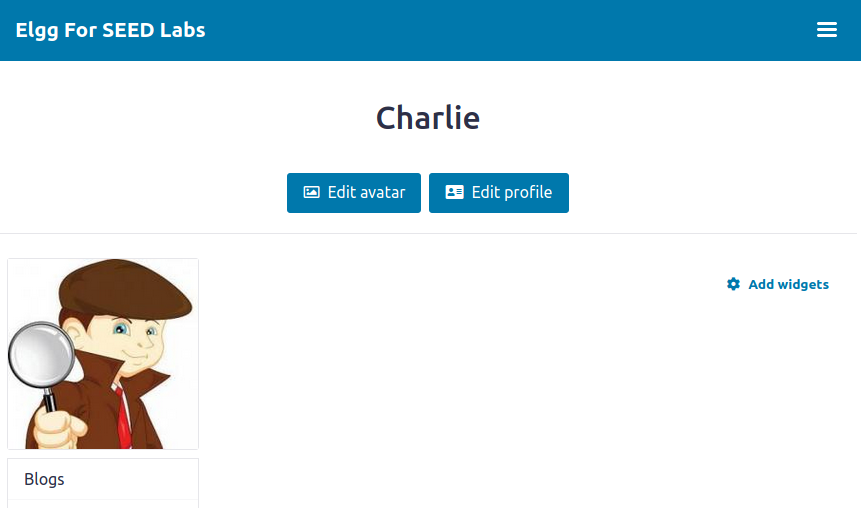 Elgg For SEED Labs
Charlie
Edit avatar Edit profile
Add widgets
Blogs